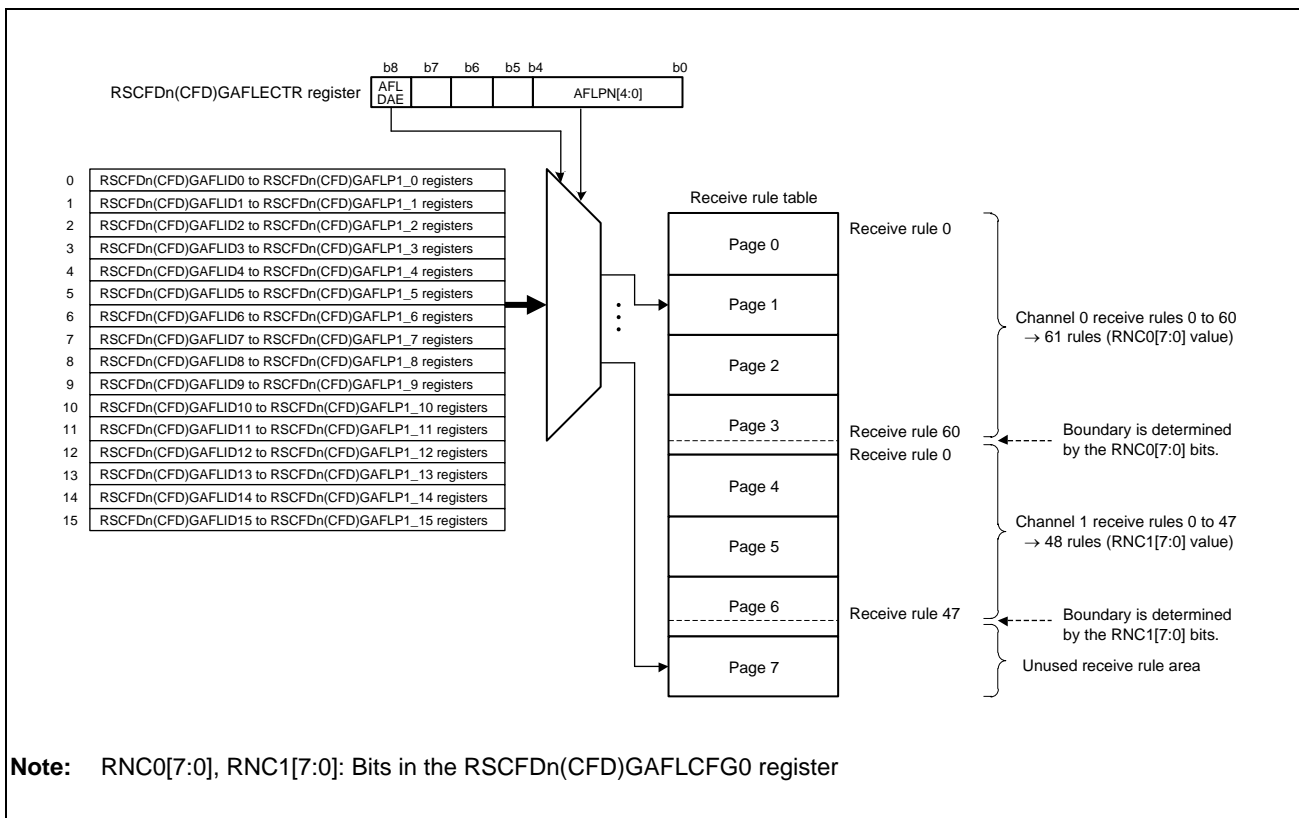 b8 b7 b6 b5 b4 b0
RSCFDn(CFD)GAFLECTR register
AFL
DAE
AFLPN[4:0]
0 RSCFDn(CFD)GAFLID0 to RSCFDn(CFD)GAFLP1_0 registers
1 RSCFDn(CFD)GAFLID1 to RSCFDn(CFD)GAFLP1_1 registers
2 RSCFDn(CFD)GAFLID2 to RSCFDn(CFD)GAFLP1_2 registers
3 RSCFDn(CFD)GAFLID3 to RSCFDn(CFD)GAFLP1_3 registers
4 RSCFDn(CFD)GAFLID4 to RSCFDn(CFD)GAFLP1_4 registers
5 RSCFDn(CFD)GAFLID5 to RSCFDn(CFD)GAFLP1_5 registers
6 RSCFDn(CFD)GAFLID6 to RSCFDn(CFD)GAFLP1_6 registers
7 RSCFDn(CFD)GAFLID7 to RSCFDn(CFD)GAFLP1_7 registers
8 RSCFDn(CFD)GAFLID8 to RSCFDn(CFD)GAFLP1_8 registers
9 RSCFDn(CFD)GAFLID9 to RSCFDn(CFD)GAFLP1_9 registers
10 RSCFDn(CFD)GAFLID10 to RSCFDn(CFD)GAFLP1_10 registers
11 RSCFDn(CFD)GAFLID11 to RSCFDn(CFD)GAFLP1_11 registers
12 RSCFDn(CFD)GAFLID12 to RSCFDn(CFD)GAFLP1_12 registers
13 RSCFDn(CFD)GAFLID13 to RSCFDn(CFD)GAFLP1_13 registers
14 RSCFDn(CFD)GAFLID14 to RSCFDn(CFD)GAFLP1_14 registers
15 RSCFDn(CFD)GAFLID15 to RSCFDn(CFD)GAFLP1_15 registers
Receive rule table
Page 0
Page 1
Page 2
Page 3
Page 4
Page 5
Page 6
Page 7
Receive rule 0
Receive rule 60
Receive rule 0
Receive rule 47
Channel 0 receive rules 0 to 60
→ 61 rules (RNC0[7:0] value)
Boundary is determined
by the RNC0[7:0] bits.
Channel 1 receive rules 0 to 47
→ 48 rules (RNC1[7:0] value)
Boundary is determined
by the RNC1[7:0] bits.
Unused receive rule area
Note: RNC0[7:0], RNC1[7:0]: Bits in the RSCFDn(CFD)GAFLCFG0 register